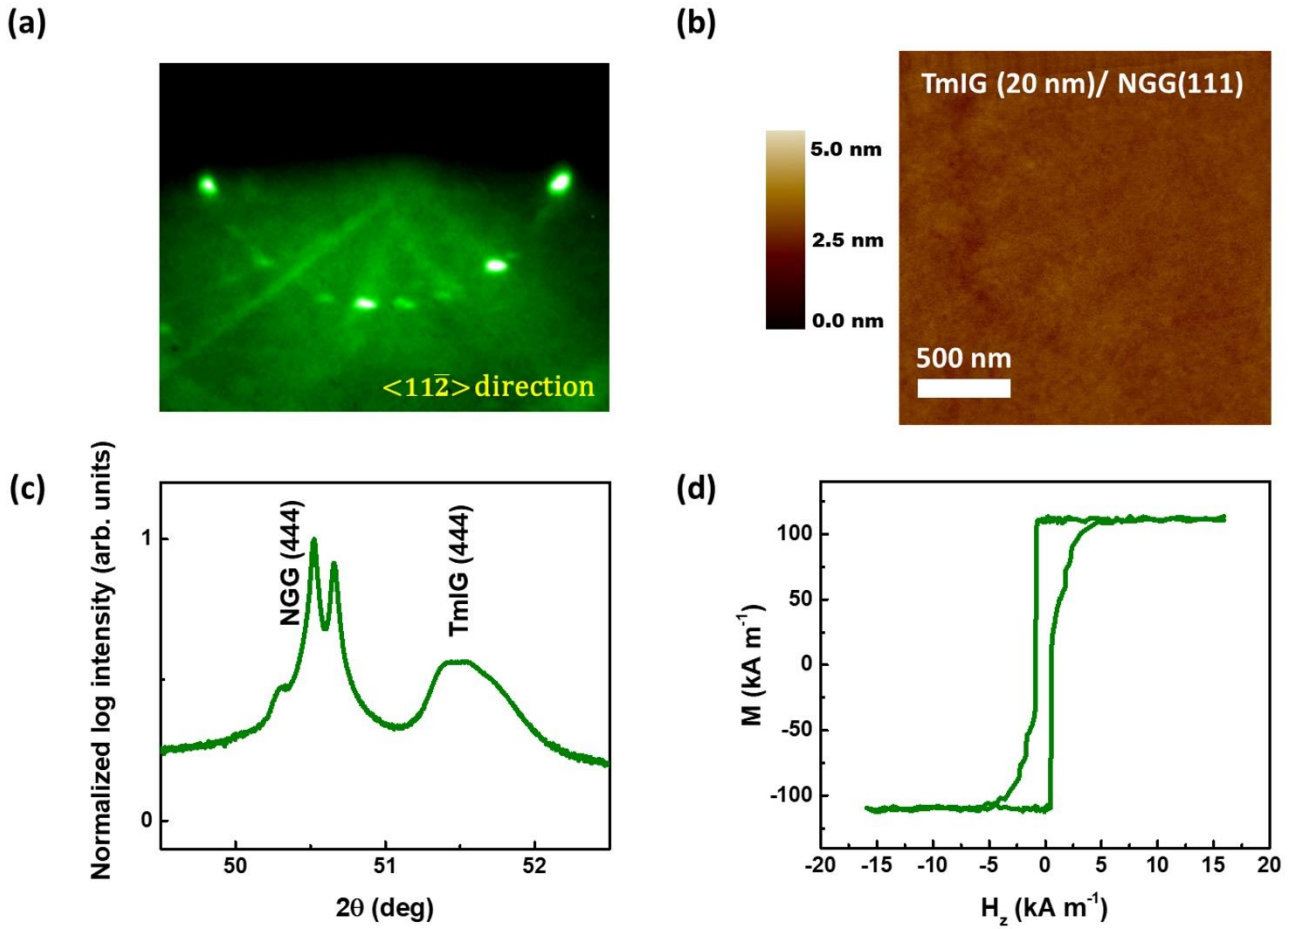 (a)
<112̅> direction
(b)
TmIG (20 nm)/ NGG(111)
5.0 nm
2.5 nm
0.0 nm
500 nm
(c)
Normalized log intensity (arb. units)
1
0
NGG (444)
TmIG (444)
50
51
52
2θ (deg)
(d)
M (kA m⁻¹)
100
50
0
-50
-100
-20
-15
-10
-5
0
5
10
15
20
H_z (kA m⁻¹)